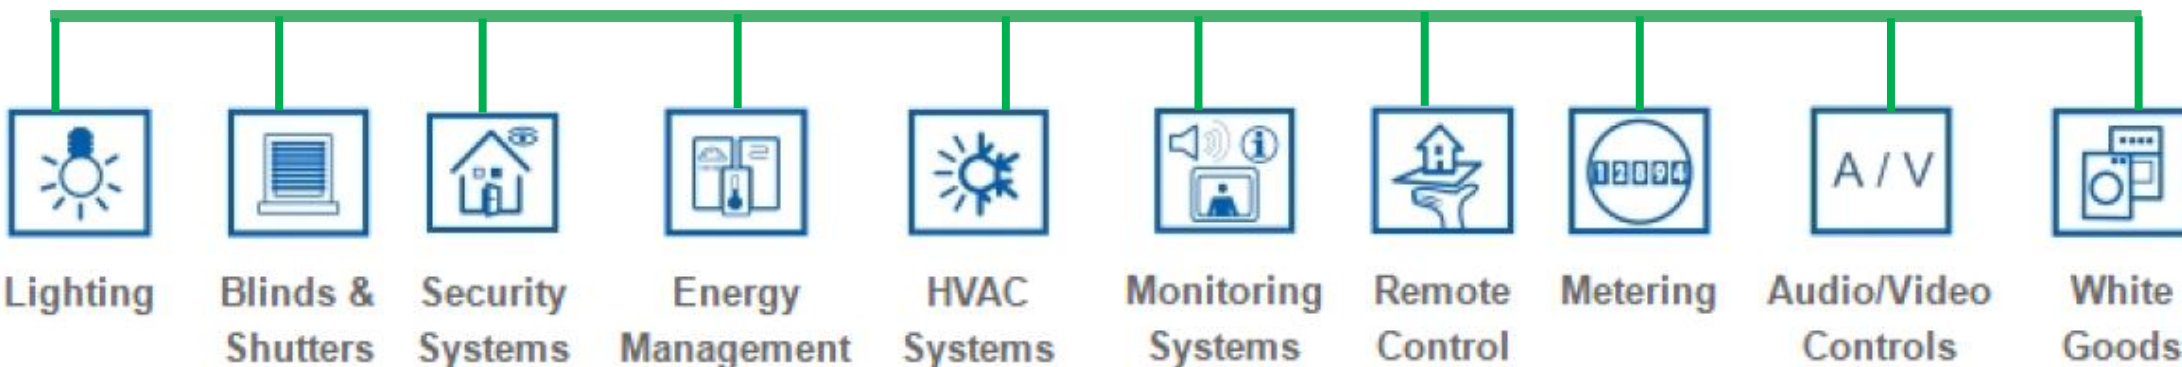 12894
A / V
Lighting
Blinds &
Shutters
Security
Systems
Energy
Management
HVAC
Systems
Monitoring
Systems
Remote
Control
Metering
Audio/Video
Controls
White
Goods